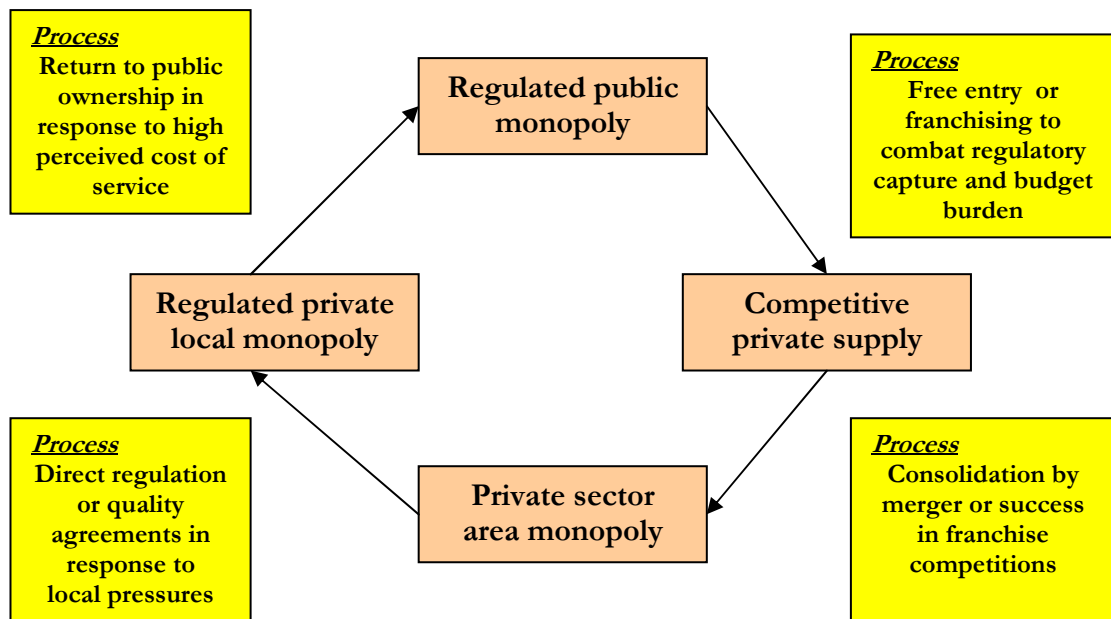 Process
Return to public
ownership in
response to high
perceived cost of
service
Regulated public
monopoly
Process
Free entry or
franchising to
combat regulatory
capture and budget
burden
Regulated private
local monopoly
Competitive
private supply
Process
Direct regulation
or quality
agreements in
response to
local pressures
Private sector
area monopoly
Process
Consolidation by
merger or success
in franchise
competitions